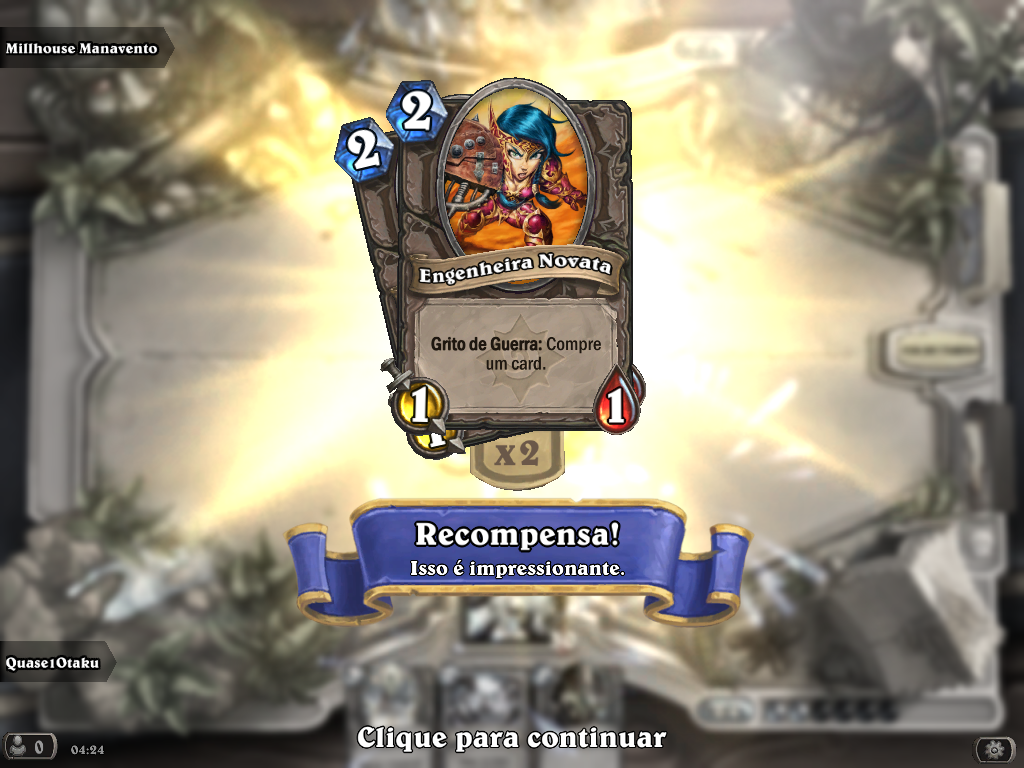 Millhouse Manavento
2
2
Engenheira Novata
Grito de Guerra: Compre
um card.
1
1
1
x2
Recompensa!
Isso é impressionante.
Quase1Otaku
Clique para continuar
0
04:24